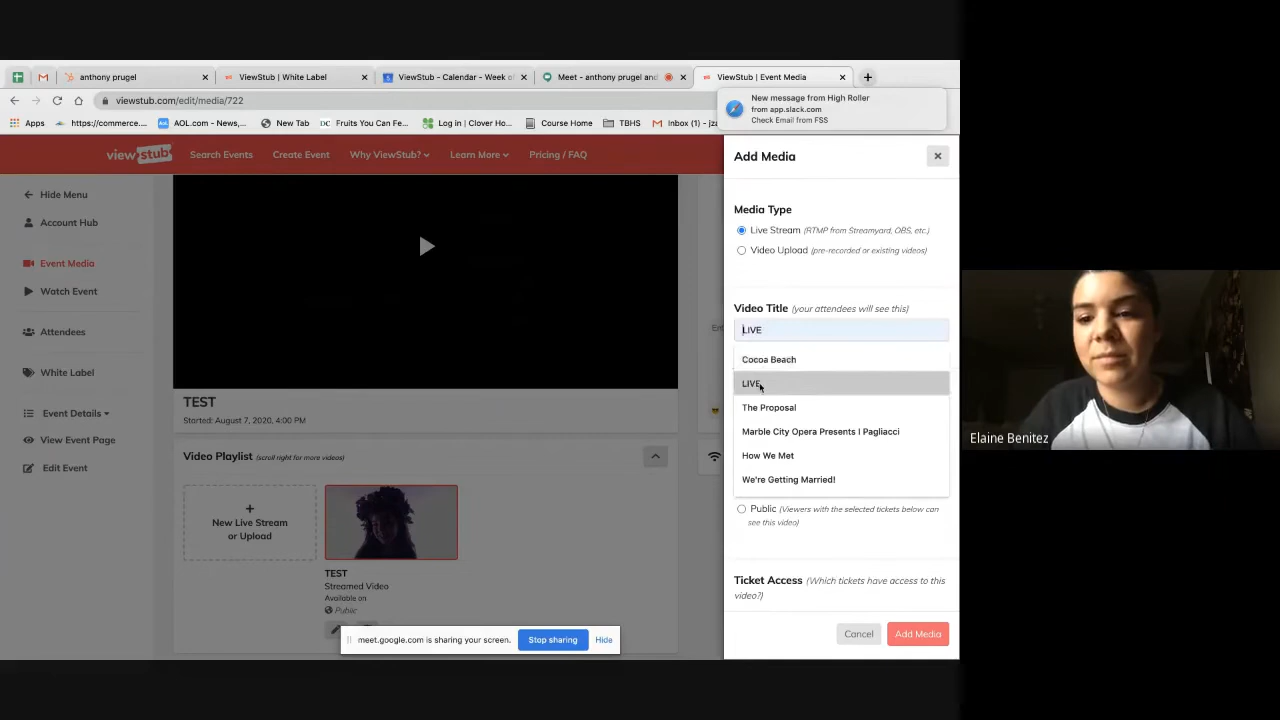 anthony prugel
ViewStub | White Label
ViewStub - Calendar - Week of
Meet - anthony prugel and
ViewStub | Event Media
viewstub.com/edit/media/722
New message from High Roller
from app.slack.com
Check Email from FSS
Apps
https://commerce....
AOL.com - News,...
New Tab
Fruits You Can Fe...
Log in | Clover Ho...
Course Home
TBHS
Inbox (1) - jza
view stub
Search Events
Create Event
Why ViewStub?
Learn More
Pricing / FAQ
Hide Menu
Account Hub
Event Media
Watch Event
Attendees
White Label
Event Details
View Event Page
Edit Event
TEST
Started: August 7, 2020, 4:00 PM
Video Playlist (scroll right for more videos)
+
New Live Stream
or Upload
TEST
Streamed Video
Available on
Public
meet.google.com is sharing your screen.
Stop sharing
Hide
Add Media
Media Type
Live Stream (RTMP from Streamyard, OBS, etc.)
Video Upload (pre-recorded or existing videos)
Video Title (your attendees will see this)
LIVE
Cocoa Beach
LIVE
The Proposal
Marble City Opera Presents I Pagliacci
How We Met
We're Getting Married!
Public (Viewers with the selected tickets below can
see this video)
Ticket Access (Which tickets have access to this
video?)
Cancel
Add Media
Elaine Benitez